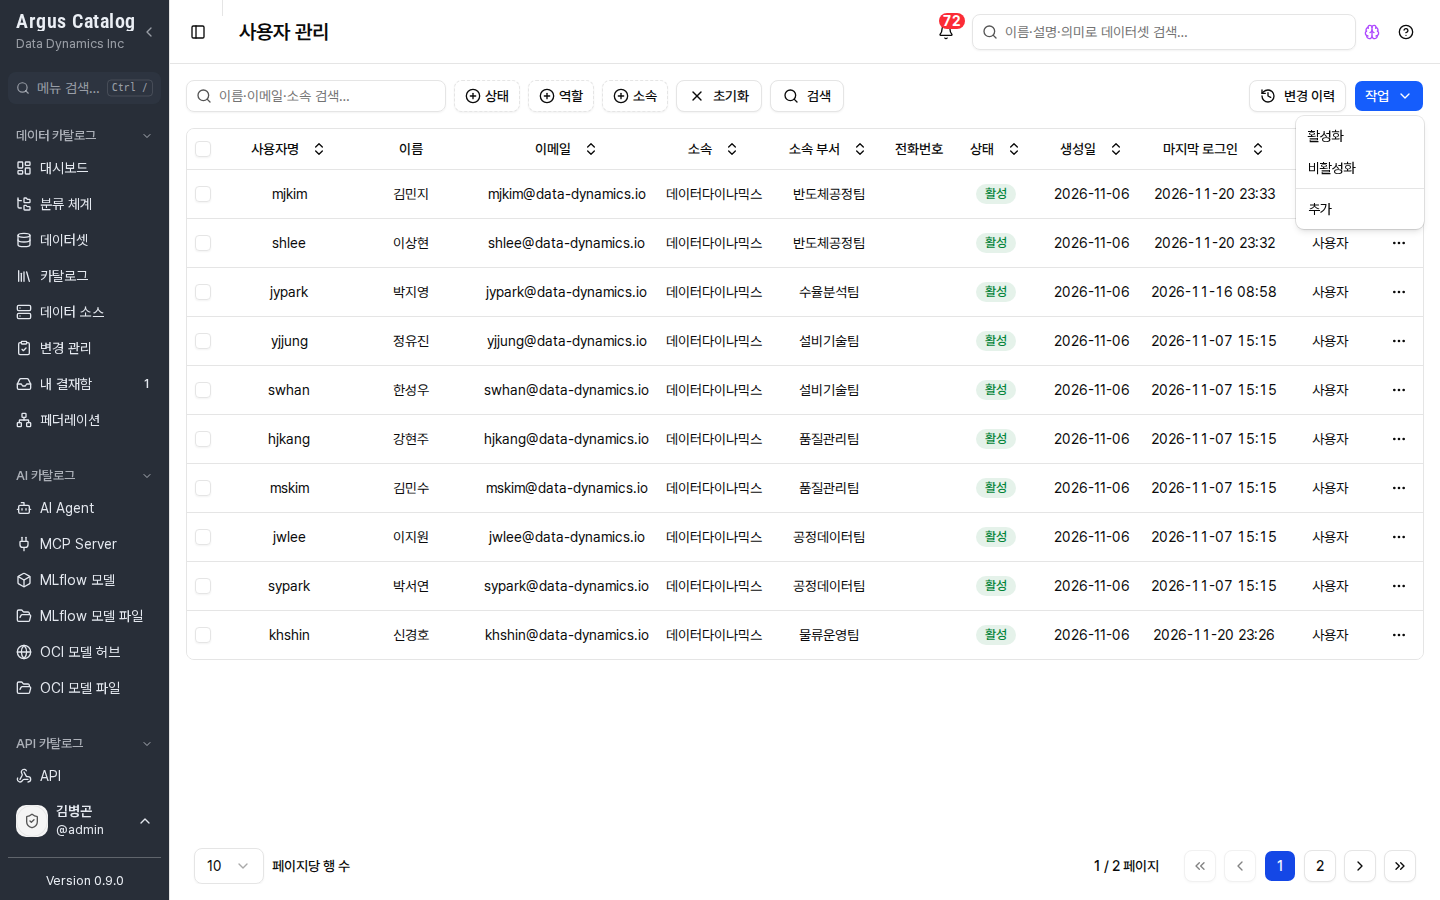 Argus Catalog
Data Dynamics Inc
메뉴 검색... Ctrl /
데이터 카탈로그
대시보드
분류 체계
데이터셋
카탈로그
데이터 소스
변경 관리
내 결재함 1
페더레이션
AI 카탈로그
AI Agent
MCP Server
MLflow 모델
MLflow 모델 파일
OCI 모델 허브
OCI 모델 파일
API 카탈로그
API
김병곤
@admin
Version 0.9.0
사용자 관리
72
이름·설명·의미로 데이터셋 검색...
이름·이메일·소속 검색... 상태 역할 소속 초기화 검색 변경 이력 작업
활성화
비활성화
추가
사용자명 이름 이메일 소속 소속 부서 전화번호 상태 생성일 마지막 로그인
mjkim 김민지 mjkim@data-dynamics.io 데이터다이나믹스 반도체공정팀 활성 2026-11-06 2026-11-20 23:33
shlee 이상현 shlee@data-dynamics.io 데이터다이나믹스 반도체공정팀 활성 2026-11-06 2026-11-20 23:32 사용자
jypark 박지영 jypark@data-dynamics.io 데이터다이나믹스 수율분석팀 활성 2026-11-06 2026-11-16 08:58 사용자
yjjung 정유진 yjjung@data-dynamics.io 데이터다이나믹스 설비기술팀 활성 2026-11-06 2026-11-07 15:15 사용자
swhan 한성우 swhan@data-dynamics.io 데이터다이나믹스 설비기술팀 활성 2026-11-06 2026-11-07 15:15 사용자
hjkang 강현주 hjkang@data-dynamics.io 데이터다이나믹스 품질관리팀 활성 2026-11-06 2026-11-07 15:15 사용자
mskim 김민수 mskim@data-dynamics.io 데이터다이나믹스 품질관리팀 활성 2026-11-06 2026-11-07 15:15 사용자
jwlee 이지원 jwlee@data-dynamics.io 데이터다이나믹스 공정데이터팀 활성 2026-11-06 2026-11-07 15:15 사용자
sypark 박서연 sypark@data-dynamics.io 데이터다이나믹스 공정데이터팀 활성 2026-11-06 2026-11-07 15:15 사용자
khshin 신경호 khshin@data-dynamics.io 데이터다이나믹스 물류운영팀 활성 2026-11-06 2026-11-20 23:26 사용자
10 페이지당 행 수 1 / 2 페이지 1 2